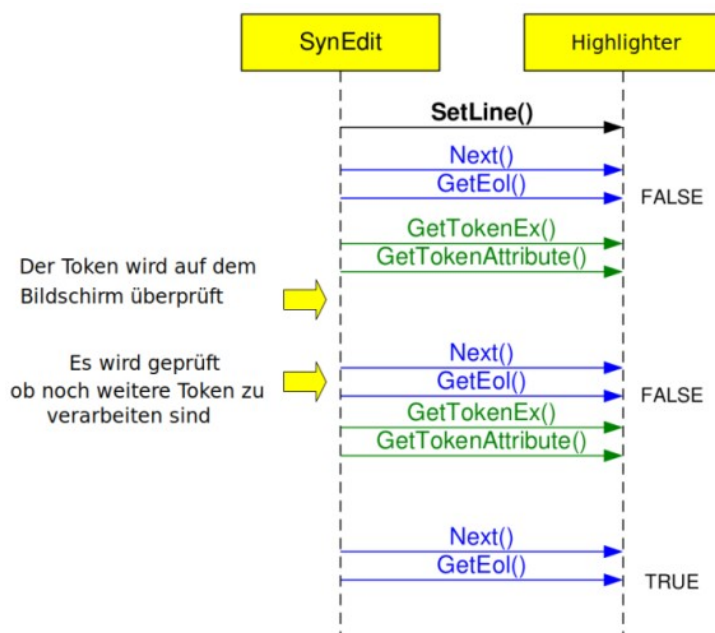 SynEdit
Highlighter
SetLine()
Next()
GetEol()
FALSE
GetTokenEx()
GetTokenAttribute()
Der Token wird auf dem
Bildschirm überprüft
Es wird geprüft
ob noch weitere Token zu
verarbeiten sind
Next()
GetEol()
FALSE
GetTokenEx()
GetTokenAttribute()
Next()
GetEol()
TRUE